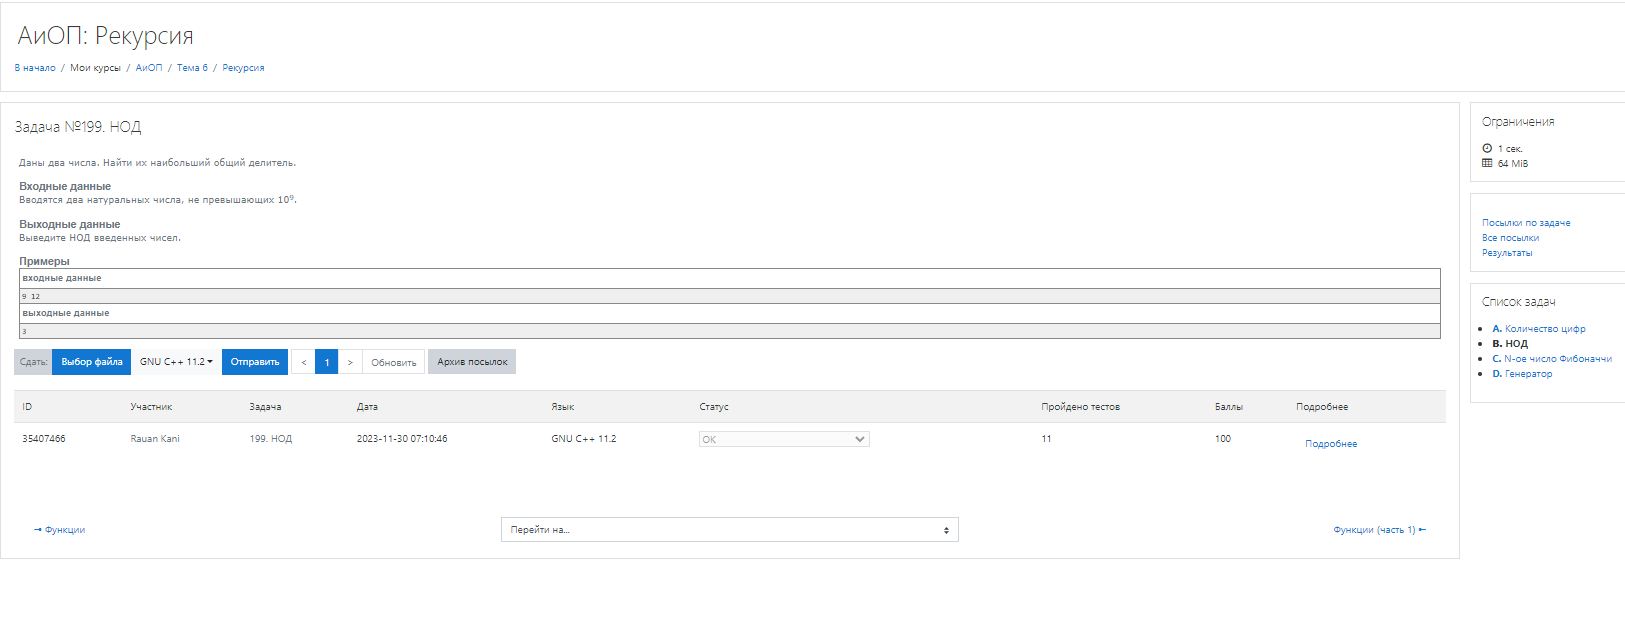 АиОП: Рекурсия
В начало / Мои курсы / АиОП / Тема 6 / Рекурсия
Задача №199. НОД
Даны два числа. Найти их наибольший общий делитель.
Входные данные
Вводятся два натуральных числа, не превышающих 10⁹.
Выходные данные
Выведите НОД введенных чисел.
Примеры
входные данные
9 12
выходные данные
3
Сдать: Выбор файла GNU C++ 11.2 Отправить < 1 > Обновить Архив посылок
ID Участник Задача Дата Язык Статус Пройдено тестов Баллы Подробнее
35407466 Rauan Kani 199. НОД 2023-11-30 07:10:46 GNU C++ 11.2 OK 11 100 Подробнее
⇥ Функции Перейти на... Функции (часть 1) ⇤
Ограничения
1 сек.
64 MiB
Посылки по задаче
Все посылки
Результаты
Список задач
A. Количество цифр
B. НОД
C. N-ое число Фибоначчи
D. Генератор